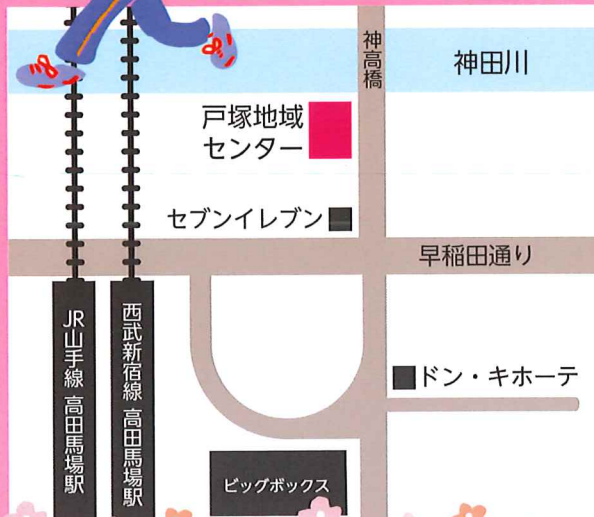 神高橋
神田川
戸塚地域
センター
セブンイレブン
早稲田通り
JR山手線 高田馬場駅
西武新宿線 高田馬場駅
ドン・キホーテ
ビッグボックス